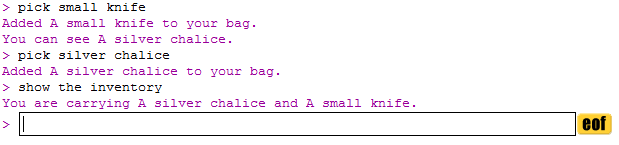 > pick small knife
Added A small knife to your bag.
You can see A silver chalice.
> pick silver chalice
Added A silver chalice to your bag.
> show the inventory
You are carrying A silver chalice and A small knife.
> eof